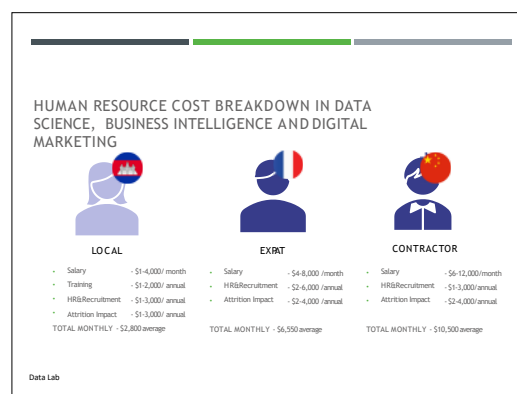 HUMAN RESOURCE COST BREAKDOWN IN DATA
SCIENCE, BUSINESS INTELLIGENCE AND DIGITAL
MARKETING
LOCAL
• Salary - $1-4,000/ month
• Training - $1-2,000/ annual
• HR&Recruitment - $1-3,000/ annual
• Attrition Impact - $1-3,000/ annual
TOTAL MONTHLY - $2,800 average
EXPAT
• Salary - $4-8,000 /month
• HR&Recruitment - $2-6,000 /annual
• Attrition Impact - $2-4,000 /annual
TOTAL MONTHLY - $6,550 average
CONTRACTOR
• Salary - $6-12,000/month
• HR&Recruitment - $1-3,000/annual
• Attrition Impact - $2-4,000/annual
TOTAL MONTHLY - $10,500 average
Data Lab